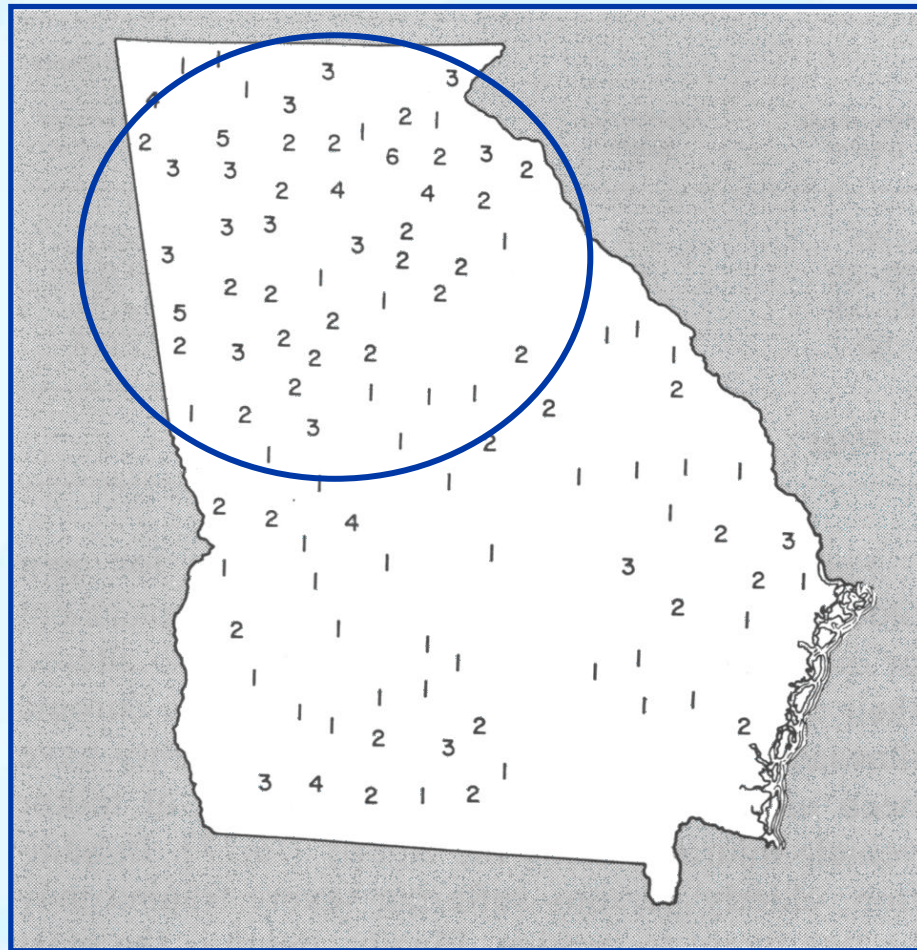 1 1 3 3
4 1 3 2 1
2 5 2 2 1 6 2 3 2
3 3 2 4 4 2
3 3 3 2 1
3 2 2
2 2 1 1 2
5 2 1 1
2 3 2 2 2 2 1
2 1 1 1 2 2
1 2 3 1 2
1 1 1 1 1 1 1
2 2 4 1 2 3
1 1 1 1 3 2 1
1 2
2 1 1 1
1 1 1 1 1
1 1 1 1 1
1 2 3 2 2
3 4 2 1 2 1